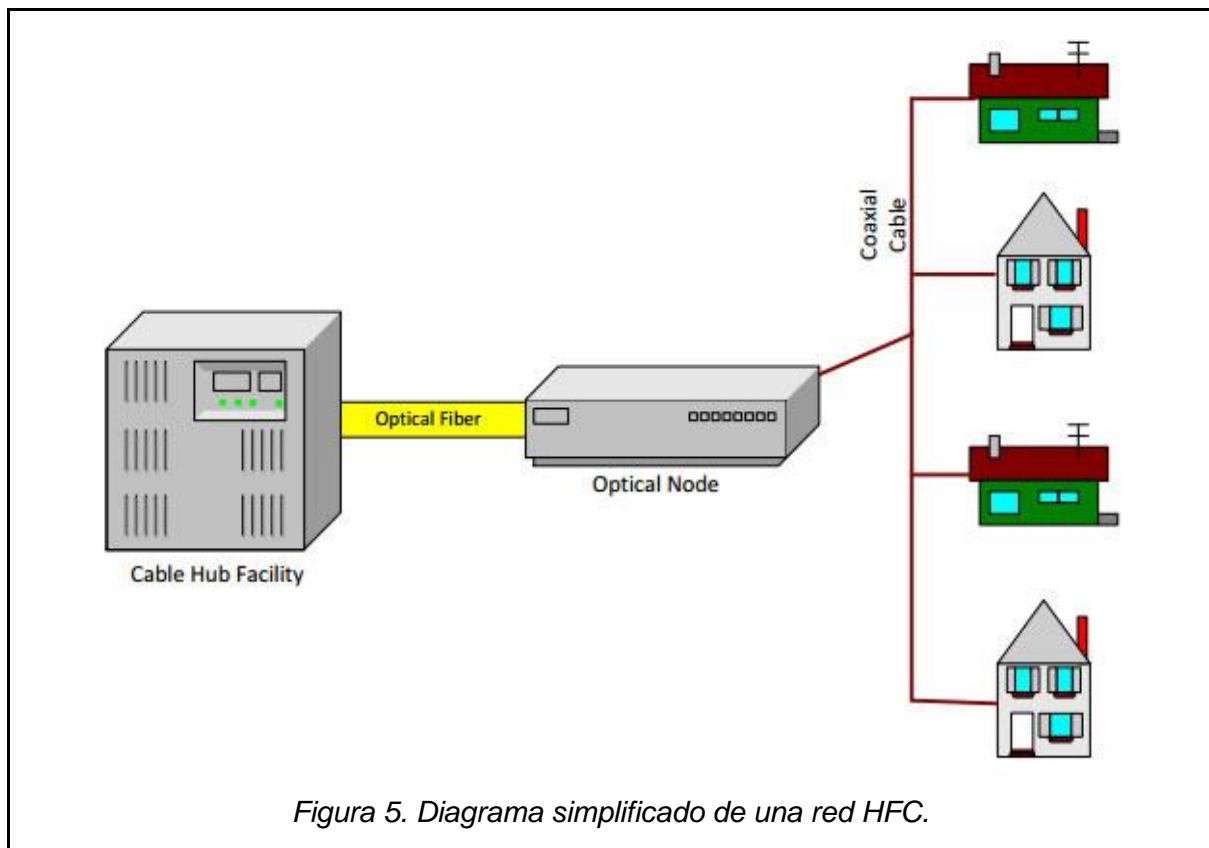 Coaxial
Cable
Optical Fiber
Optical Node
Cable Hub Facility
Figura 5. Diagrama simplificado de una red HFC.